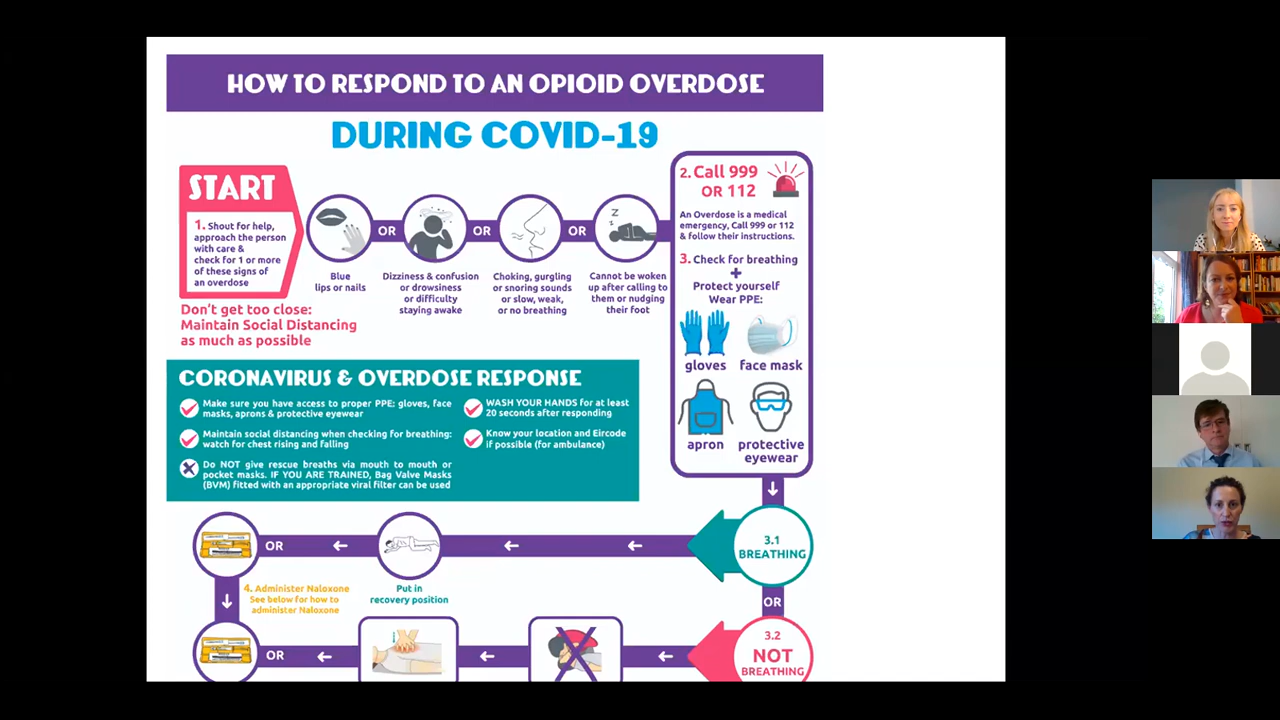 HOW TO RESPOND TO AN OPIOID OVERDOSE
DURING COVID-19
START
1. Shout for help,
approach the person
with care &
check for 1 or more
of these signs of
an overdose
Don't get too close:
Maintain Social Distancing
as much as possible
OR
OR
OR
Z
Z
Blue
lips or nails
Dizziness & confusion
or drowsiness
or difficulty
staying awake
Choking, gurgling
or snoring sounds
or slow, weak,
or no breathing
Cannot be woken
up after calling to
them or nudging
their foot
2. Call 999
OR 112
An Overdose is a medical
emergency, Call 999 or 112
& follow their instructions.
3. Check for breathing
+
Protect yourself
Wear PPE:
gloves
face mask
apron
protective
eyewear
CORONAVIRUS & OVERDOSE RESPONSE
Make sure you have access to proper PPE: gloves, face
masks, aprons & protective eyewear
Maintain social distancing when checking for breathing:
watch for chest rising and falling
Do NOT give rescue breaths via mouth to mouth or
pocket masks. IF YOU ARE TRAINED, Bag Valve Masks
(BVM) fitted with an appropriate viral filter can be used
WASH YOUR HANDS for at least
20 seconds after responding
Know your location and Eircode
if possible (for ambulance)
3.1
BREATHING
OR
Put in
recovery position
4. Administer Naloxone
See below for how to
administer Naloxone
OR
3.2
NOT
BREATHING
OR